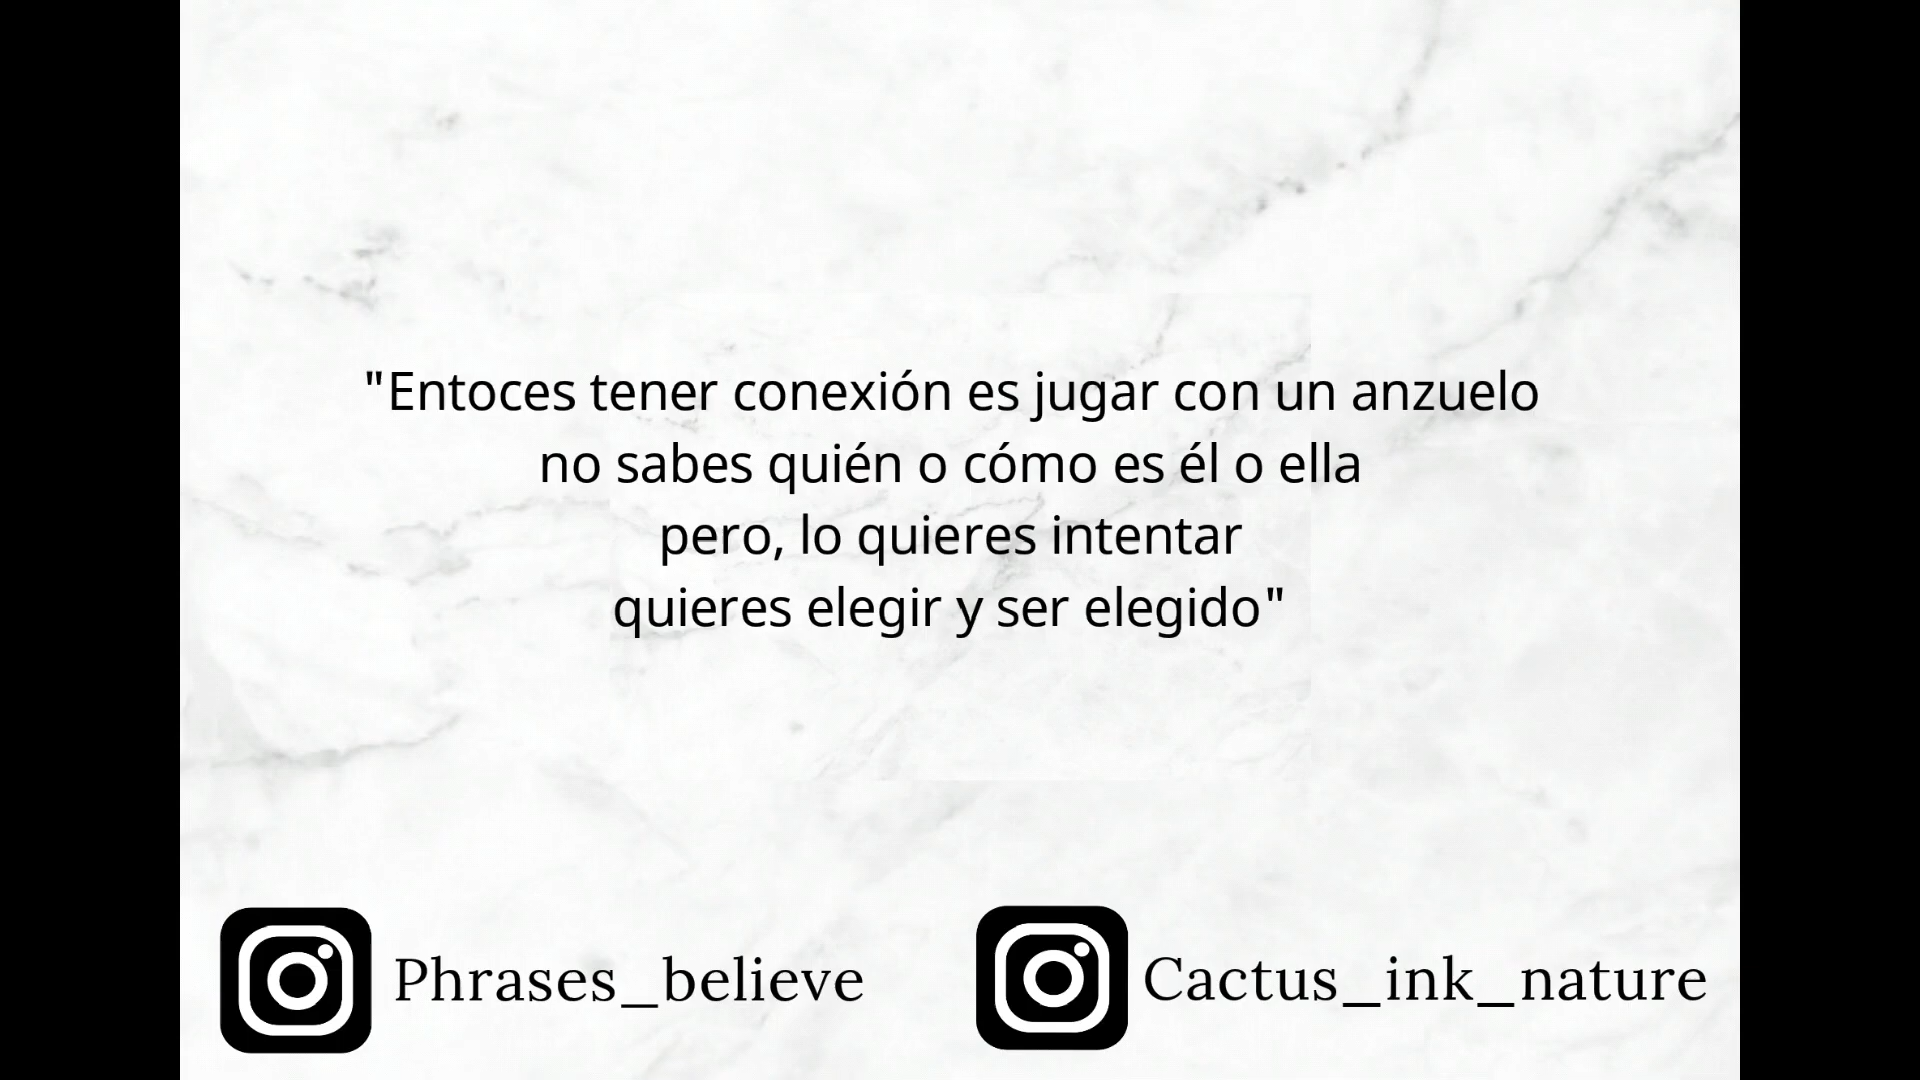 "Entoces tener conexión es jugar con un anzuelo
no sabes quién o cómo es él o ella
pero, lo quieres intentar
quieres elegir y ser elegido"
Phrases_believe
Cactus_ink_nature